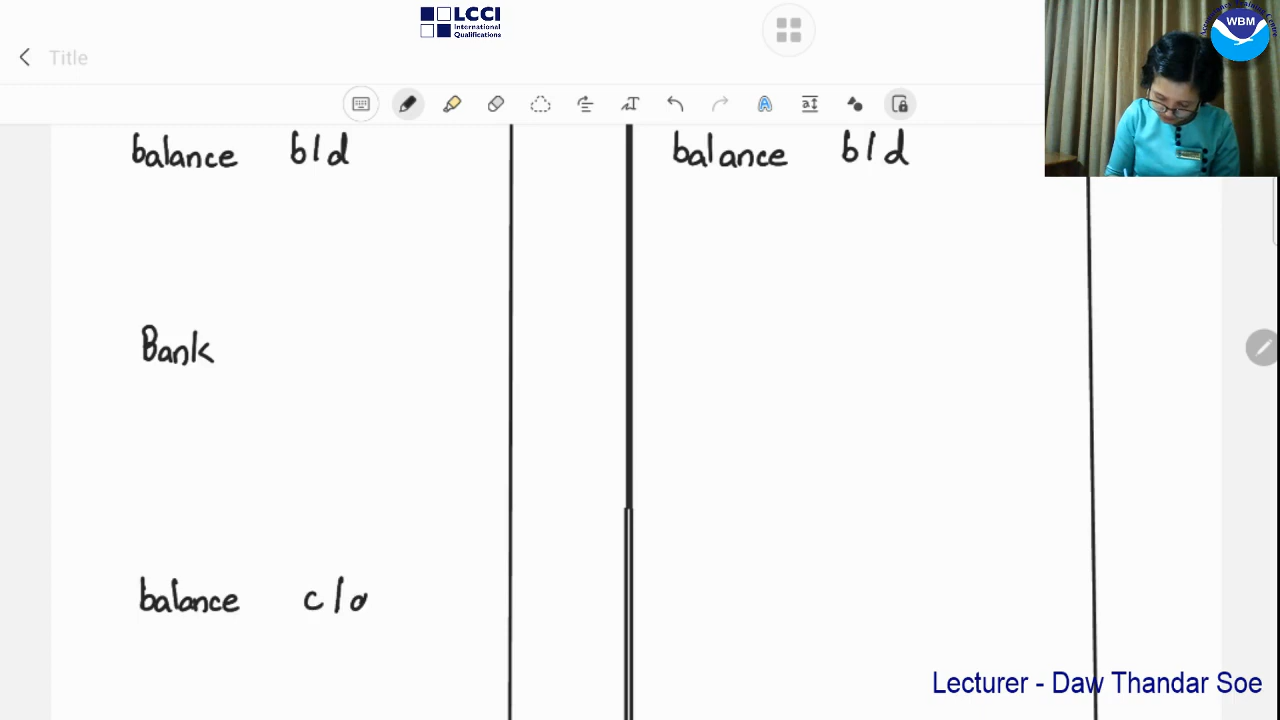 LCCI
International
Qualifications
WBM
Title
balance b/d balance b/d
Bank
balance c/d
Lecturer - Daw Thandar Soe